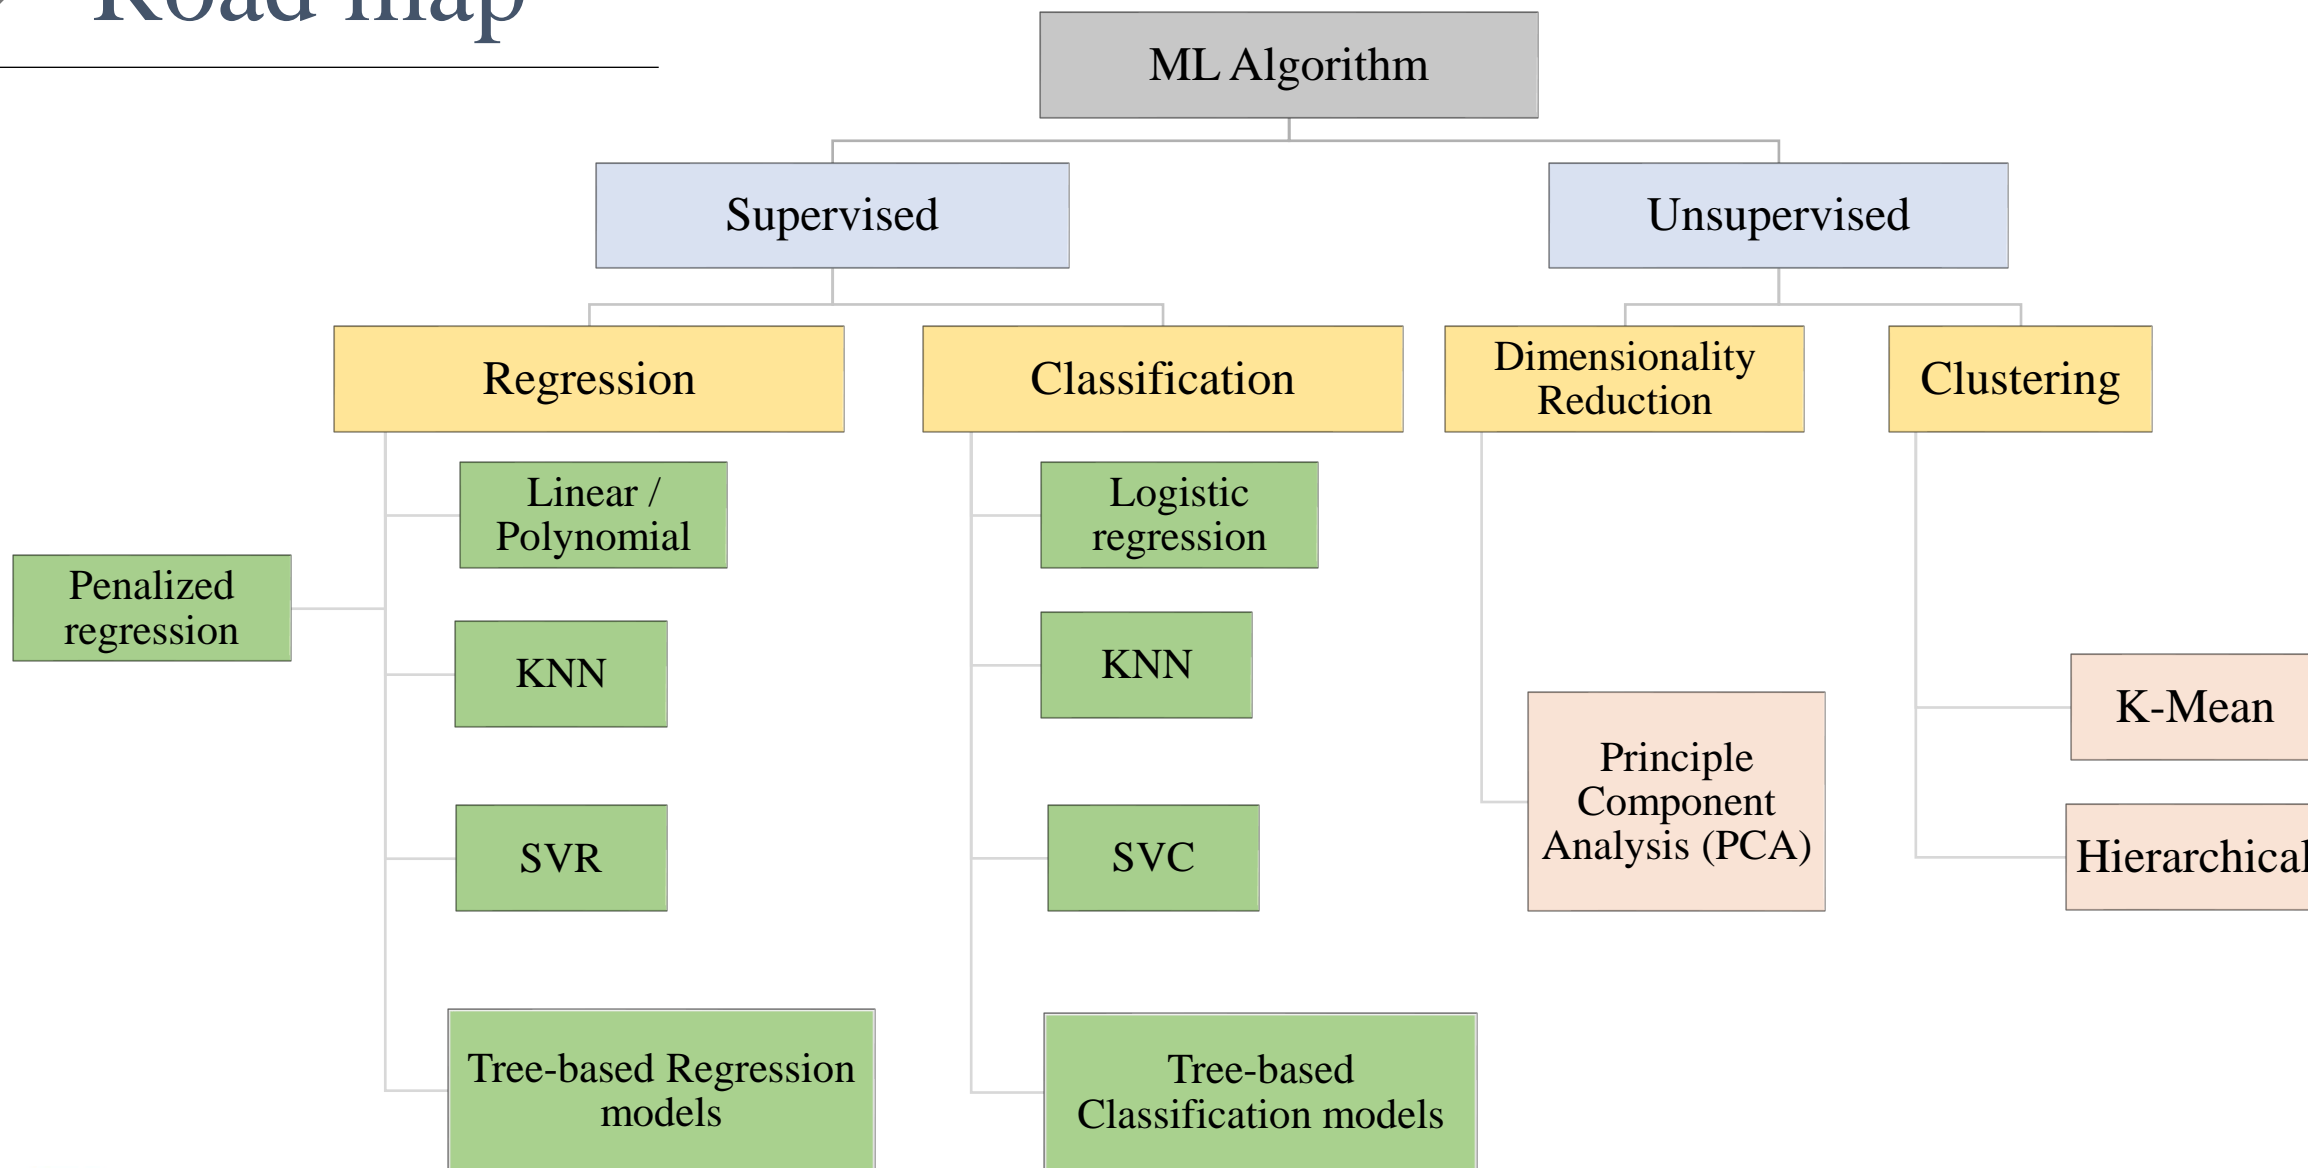 Road map
ML Algorithm
Supervised
Unsupervised
Regression
Classification
Dimensionality
Reduction
Clustering
Linear /
Polynomial
Logistic
regression
Penalized
regression
KNN
KNN
K-Mean
Principle
Component
Analysis (PCA)
SVR
SVC
Hierarchical
Tree-based Regression
models
Tree-based
Classification models